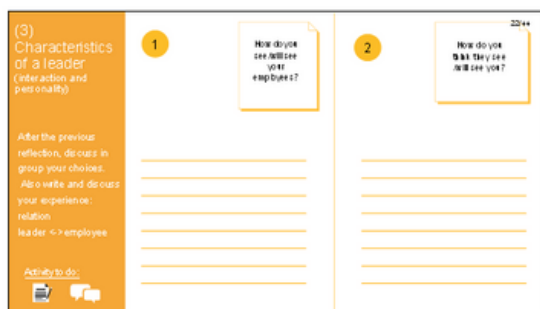 (3)
Characteristics
of a leader
(interaction and
personality)
After the previous
reflection, discuss in
group your choices.
Also write and discuss
your experience:
relation
leader <-> employee
Activity to do:
1
How do you
see/will see
your
employees?
2
22/44
How do you
think they see
/will see you?